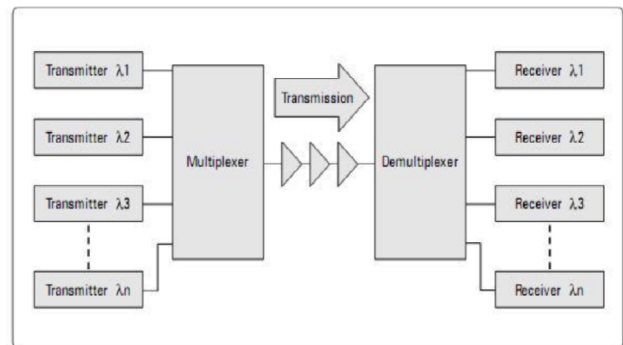 Transmitter λ1
Transmitter λ2
Transmitter λ3
Transmitter λn
Multiplexer
Transmission
Demultiplexer
Receiver λ1
Receiver λ2
Receiver λ3
Receiver λn